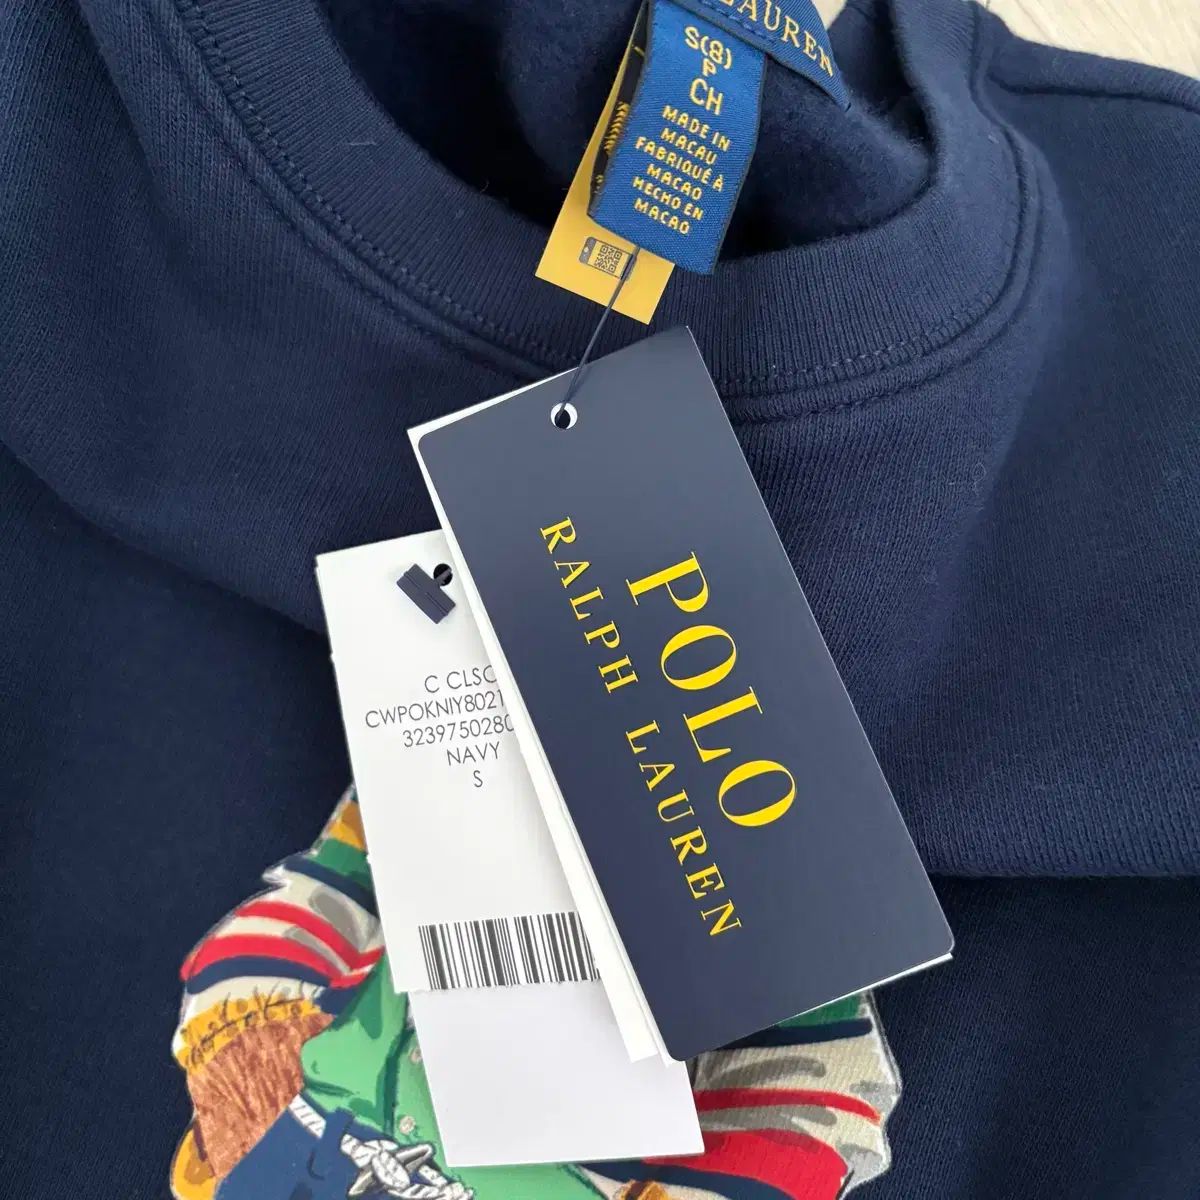 LAUREN
S(8)
P
CH
MADE IN
MACAU
FABRIQUÉ À
MACAO
HECHO EN
MACAO
POLO
RALPH LAUREN
C CLSC
CWPOKNIY8021
3239750280
NAVY
S